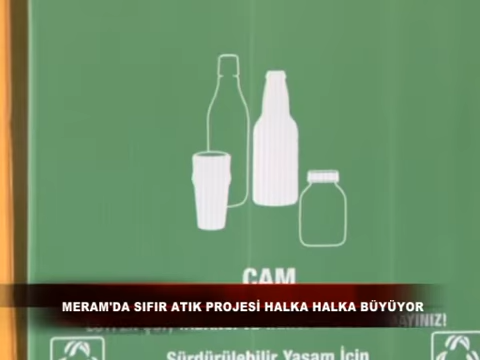 CAM
MERAM'DA SIFIR ATIK PROJESİ HALKA HALKA BÜYÜYOR
Sürdürülebilir Yaşam İçin